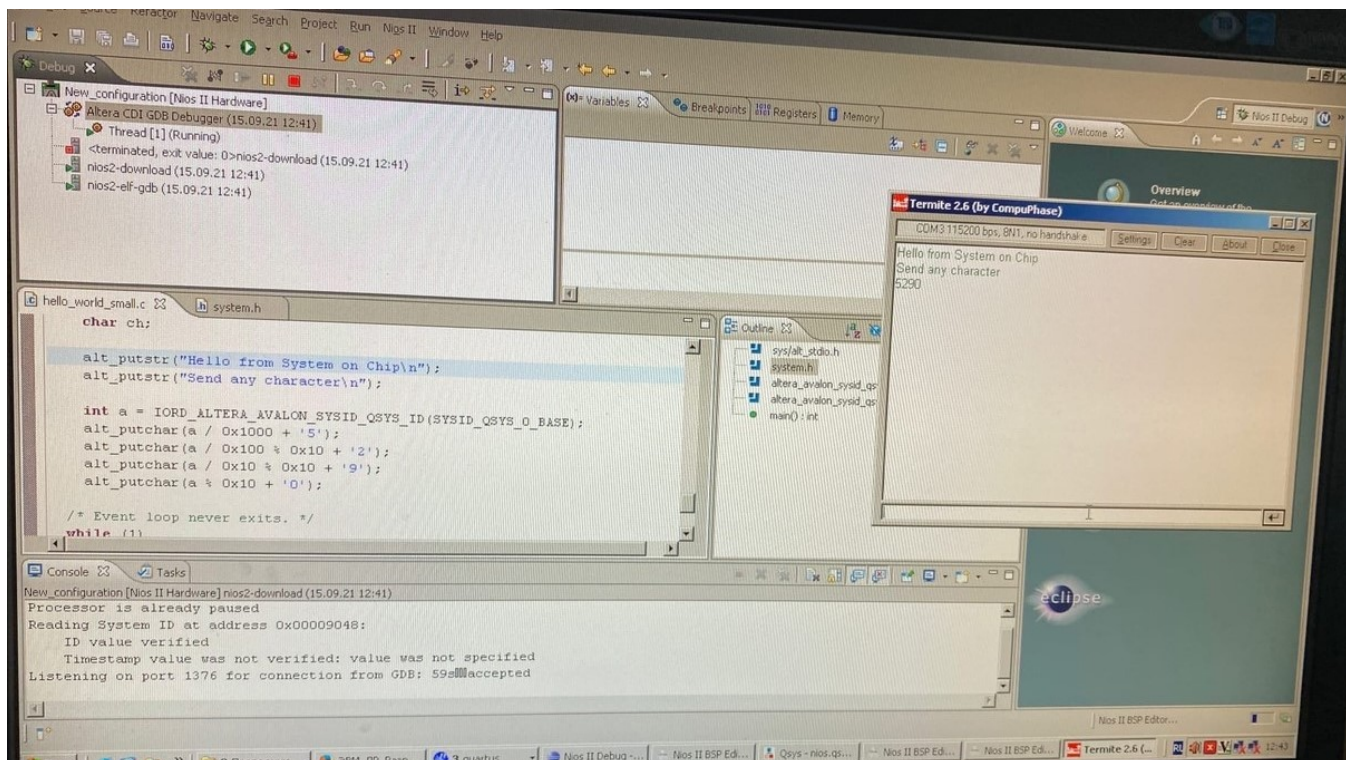 Refactor Navigate Search Project Run Nios II Window Help
Debug
New_configuration [Nios II Hardware]
Altera CDI GDB Debugger (15.09.21 12:41)
Thread [1] (Running)
<terminated, exit value: 0>nios2-download (15.09.21 12:41)
nios2-download (15.09.21 12:41)
nios2-elf-gdb (15.09.21 12:41)
(x)= Variables
Breakpoints
1010 0101 Registers
Memory
Nios II Debug
Welcome
Overview
Termite 2.6 (by CompuPhase)
COM3 115200 bps, 8N1, no handshake
Settings
Clear
About
Close
Hello from System on Chip
Send any character
5290
hello_world_small.c
system.h
char ch;
alt_putstr("Hello from System on Chip\n");
alt_putstr("Send any character\n");
int a = IORD_ALTERA_AVALON_SYSID_QSYS_ID(SYSID_QSYS_0_BASE);
alt_putchar(a / 0x1000 + '5');
alt_putchar(a / 0x100 % 0x10 + '2');
alt_putchar(a / 0x10 % 0x10 + '9');
alt_putchar(a % 0x10 + '0');
/* Event loop never exits. */
while (1)
Outline
sys/alt_stdio.h
system.h
altera_avalon_sysid_qs
altera_avalon_sysid_qs
main() : int
Console
Tasks
New_configuration [Nios II Hardware] nios2-download (15.09.21 12:41)
Processor is already paused
Reading System ID at address 0x00009048:
ID value verified
Timestamp value was not verified: value was not specified
Listening on port 1376 for connection from GDB: 59s accepted
eclipse
Nios II BSP Editor...
3 quartus
Nios II Debug -...
Nios II BSP Edi...
Qsys - nios.qs...
Nios II BSP Edi...
Nios II BSP Edi...
Termite 2.6 (...
RU
12:43